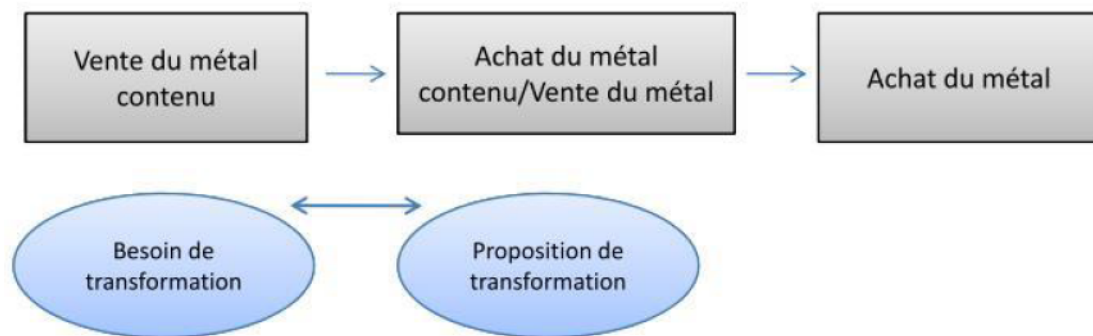 Vente du métal
contenu
Achat du métal
contenu/Vente du métal
Achat du métal
Besoin de
transformation
Proposition de
transformation